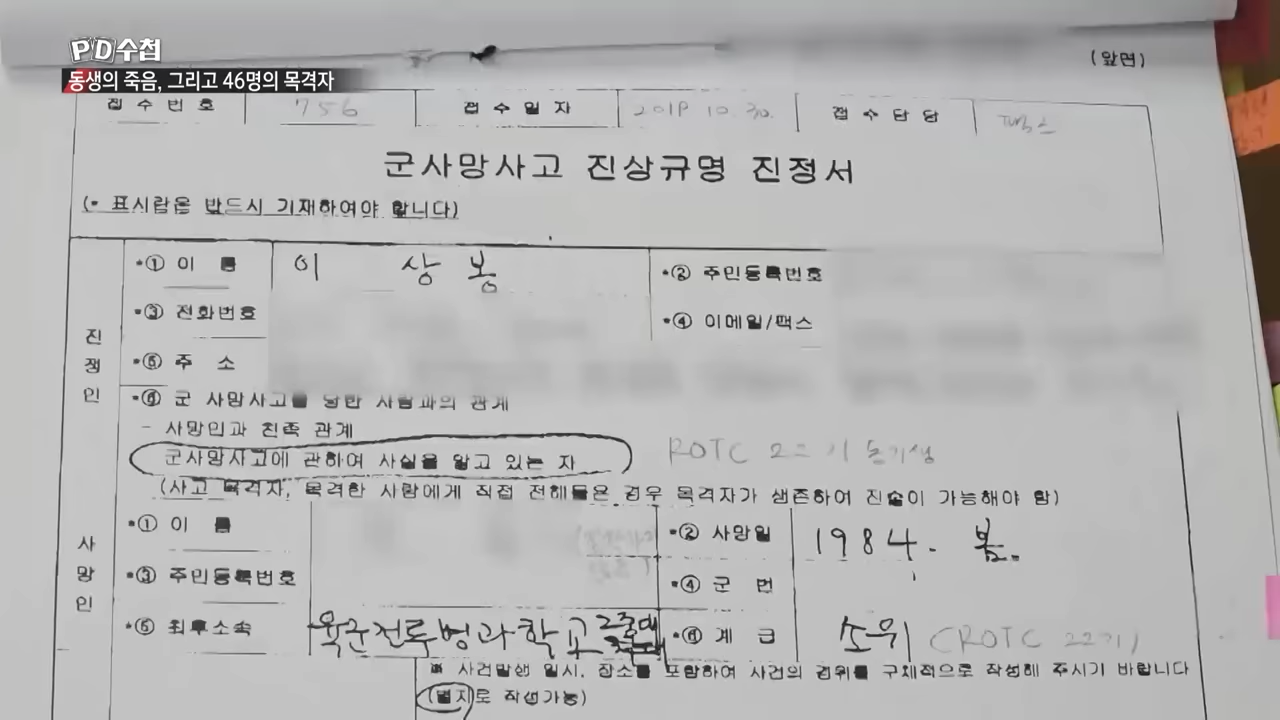 PD수첩
동생의 죽음, 그리고 46명의 목격자
(앞면)
접수번호 756 접수일자 2019 10. 30. 접수담당 팩스
군사망사고 진상규명 진정서
(* 표시람은 반드시 기재하여야 합니다)
진정인
*① 이 름 이 상 봉 *② 주민등록번호
*③ 전화번호 *④ 이메일/팩스
*⑤ 주 소
*⑥ 군 사망사고를 당한 사람과의 관계
- 사망인과 친족 관계
군사망사고에 관하여 사실을 알고 있는 자 ROTC 22기 동기생
(사고 목격자, 목격한 사람에게 직접 전해들은 경우 목격자가 생존하여 진술이 가능해야 함)
사망인
*① 이 름 *② 사망일 1984. 봄.
*③ 주민등록번호 *④ 군 번
*⑤ 최후소속 육군전투병과학교 *⑥ 계 급 소위 (ROTC 22기)
※ 사건발생 일시, 장소를 포함하여 사건의 경위를 구체적으로 작성해 주시기 바랍니다
(별지로 작성가능)